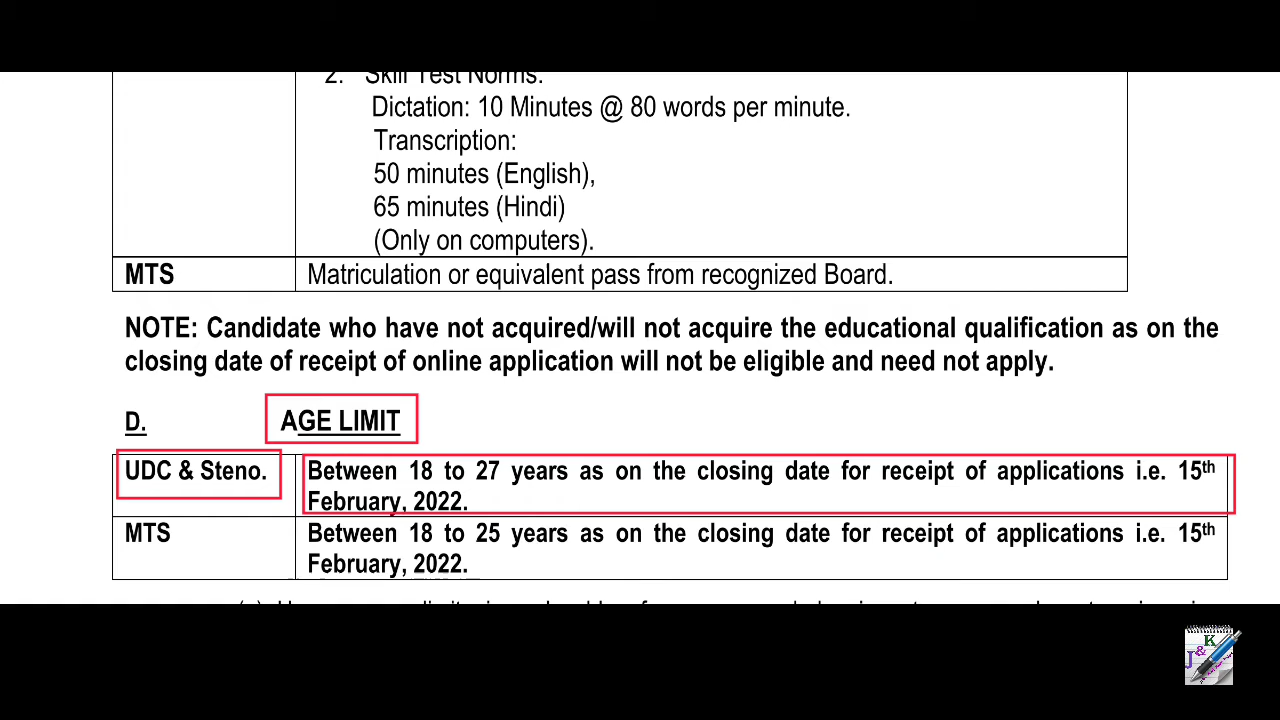 2. Skill Test Norms:
Dictation: 10 Minutes @ 80 words per minute.
Transcription:
50 minutes (English),
65 minutes (Hindi)
(Only on computers).
MTS Matriculation or equivalent pass from recognized Board.
NOTE: Candidate who have not acquired/will not acquire the educational qualification as on the
closing date of receipt of online application will not be eligible and need not apply.
D. AGE LIMIT
UDC & Steno. Between 18 to 27 years as on the closing date for receipt of applications i.e. 15th
February, 2022.
MTS Between 18 to 25 years as on the closing date for receipt of applications i.e. 15th
February, 2022.
J&K